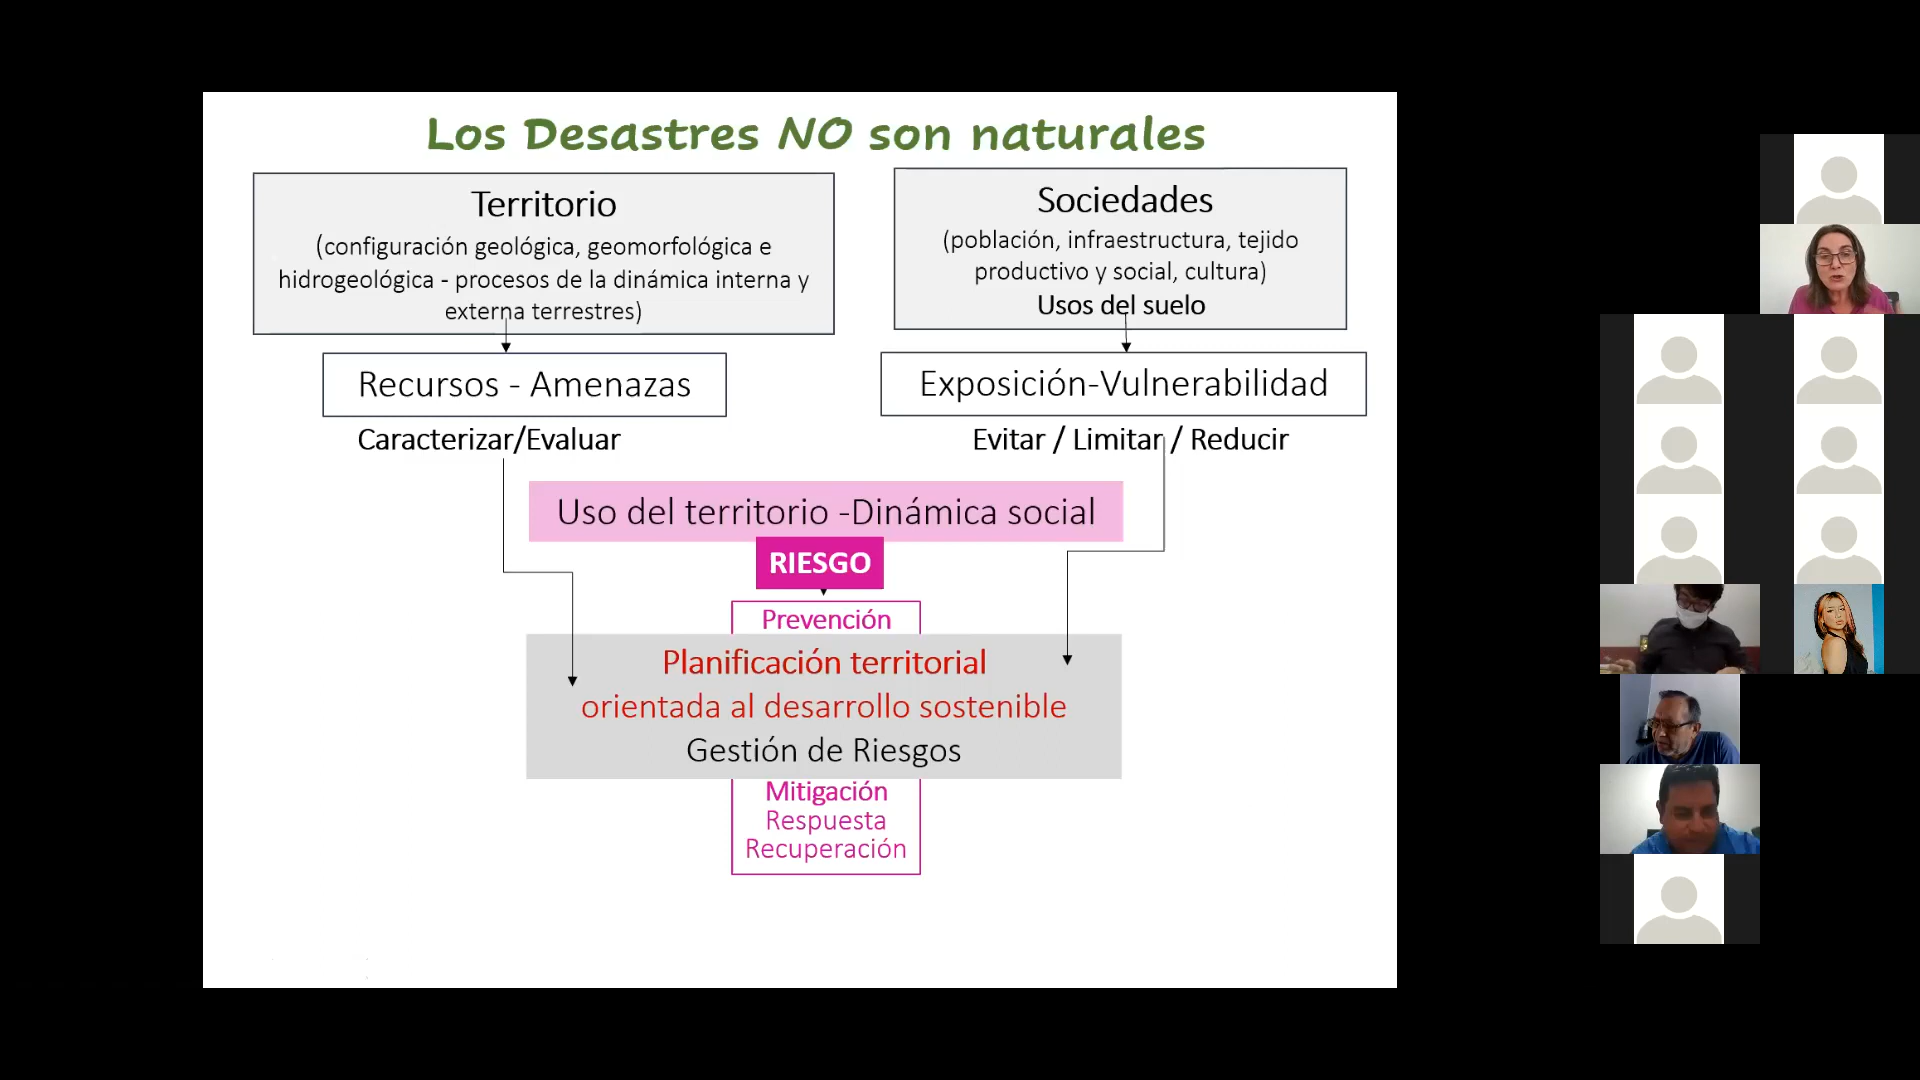 Los Desastres NO son naturales
Territorio
(configuración geológica, geomorfológica e
hidrogeológica - procesos de la dinámica interna y
externa terrestres)
Recursos - Amenazas
Caracterizar/Evaluar
Sociedades
(población, infraestructura, tejido
productivo y social, cultura)
Usos del suelo
Exposición-Vulnerabilidad
Evitar / Limitar / Reducir
Uso del territorio -Dinámica social
RIESGO
Prevención
Planificación territorial
orientada al desarrollo sostenible
Gestión de Riesgos
Mitigación
Respuesta
Recuperación